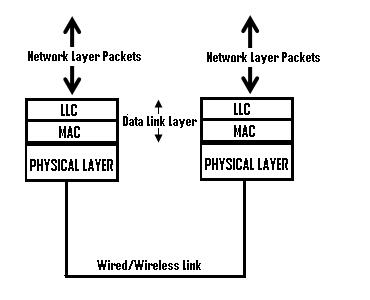 Network Layer Packets
Network Layer Packets
LLC
MAC
PHYSICAL LAYER
Data Link Layer
LLC
MAC
PHYSICAL LAYER
Wired/Wireless Link